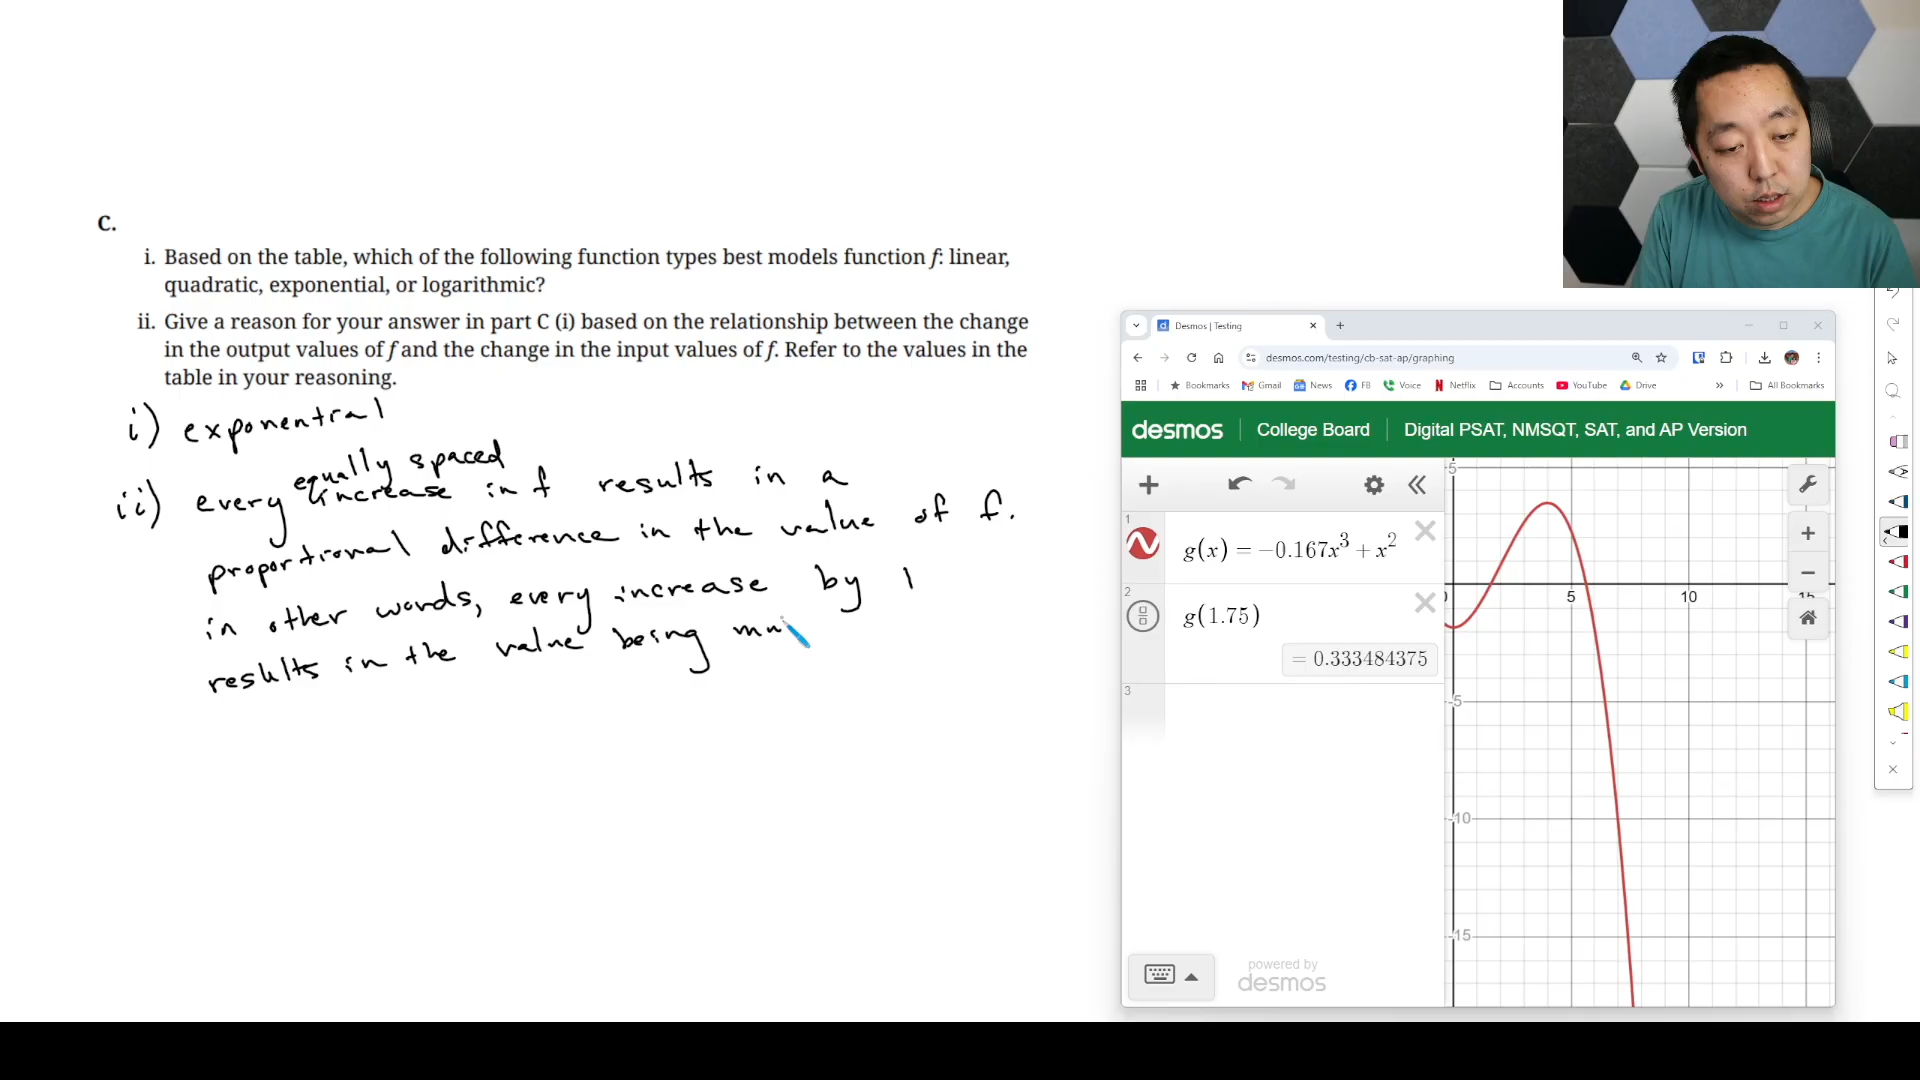 C.
i. Based on the table, which of the following function types best models function f: linear,
quadratic, exponential, or logarithmic?
ii. Give a reason for your answer in part C (i) based on the relationship between the change
in the output values of f and the change in the input values of f. Refer to the values in the
table in your reasoning.
i) exponential
equally spaced
ii) every increase in f results in a
proportional difference in the value of f.
in other words, every increase by 1
results in the value being mu
Desmos | Testing
desmos.com/testing/cb-sat-ap/graphing
Bookmarks Gmail News FB Voice Netflix Accounts YouTube Drive » All Bookmarks
desmos College Board Digital PSAT, NMSQT, SAT, and AP Version
1
g(x) = −0.167x³ + x²
2
g(1.75)
= 0.333484375
3
powered by
desmos
5
5 10 15
-5
-10
-15